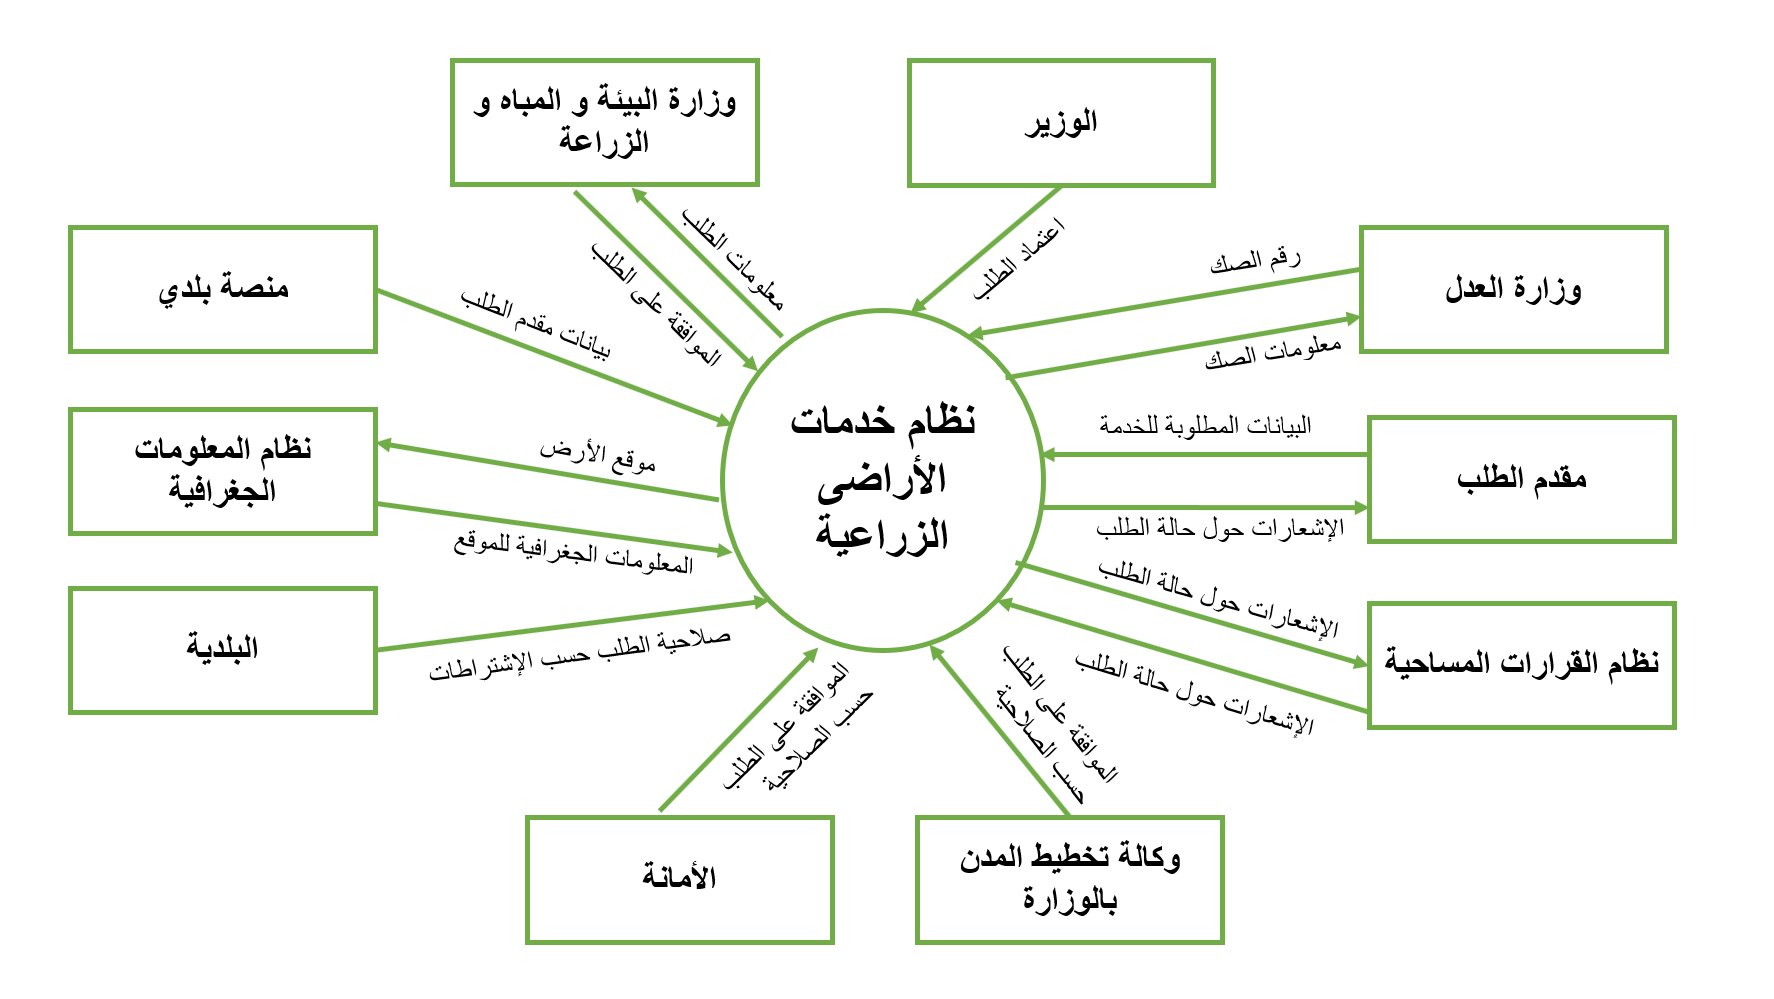 وزارة البيئة و المباه و
الزراعة
الوزير
معلومات الطلب
الموافقة على الطلب
اعتماد الطلب
منصة بلدي
بيانات مقدم الطلب
رقم الصك
وزارة العدل
معلومات الصك
نظام خدمات
الأراضى
الزراعية
نظام المعلومات
الجغرافية
موقع الأرض
المعلومات الجغرافية للموقع
البيانات المطلوبة للخدمة
مقدم الطلب
الإشعارات حول حالة الطلب
البلدية
صلاحية الطلب حسب الإشتراطات
الإشعارات حول حالة الطلب
نظام القرارات المساحية
الإشعارات حول حالة الطلب
الموافقة على الطلب
حسب الصلاحية
الموافقة على الطلب
حسب الصلاحية
الأمانة
وكالة تخطيط المدن
بالوزارة